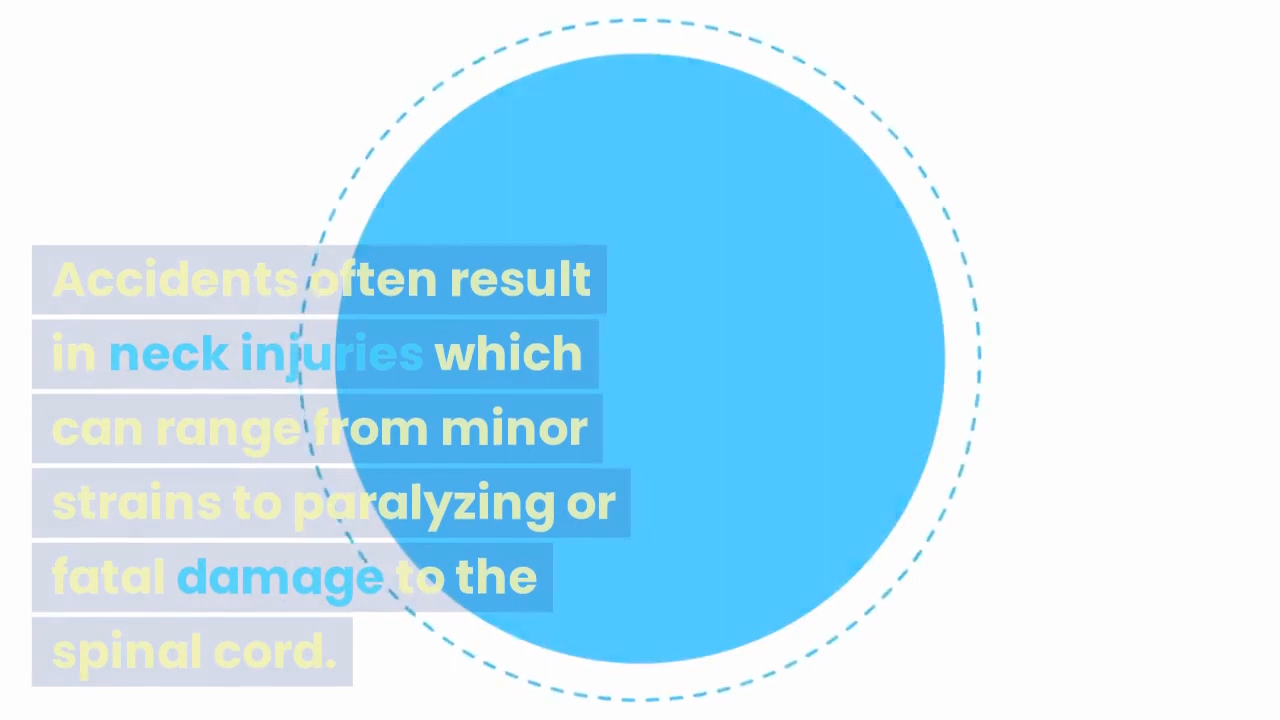 Accidents often result
in neck injuries which
can range from minor
strains to paralyzing or
fatal damage to the
spinal cord.